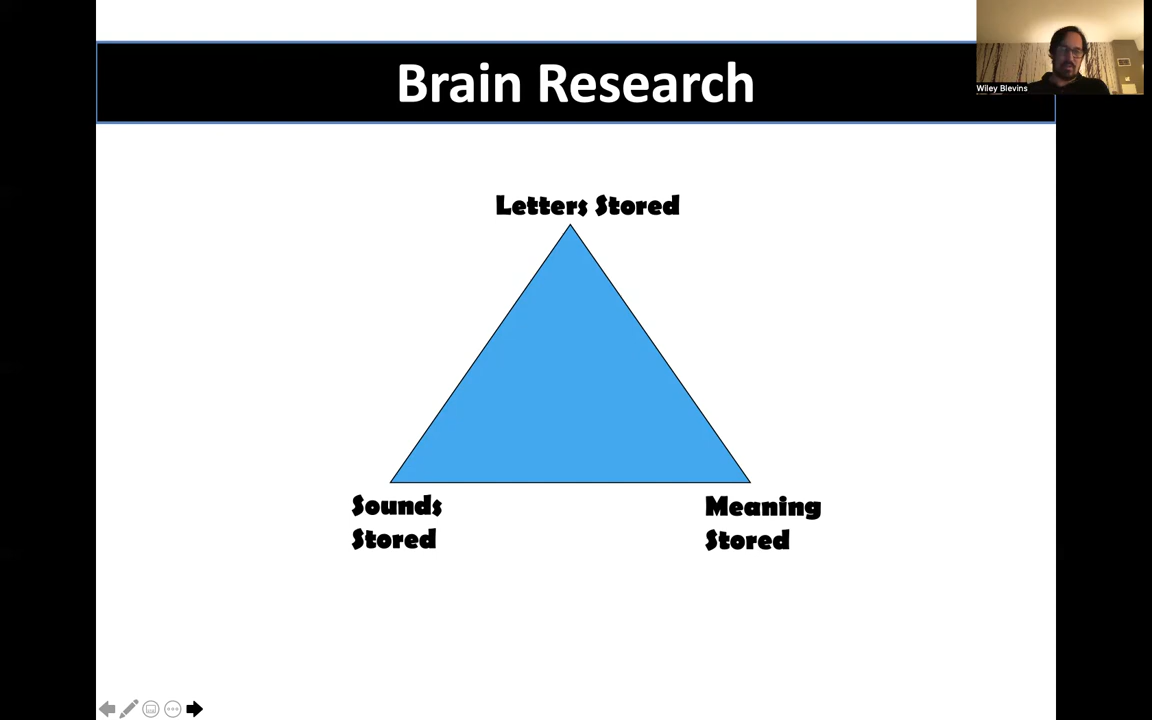 Brain Research
Wiley Blevins
Letters Stored
Sounds
Stored
Meaning
Stored